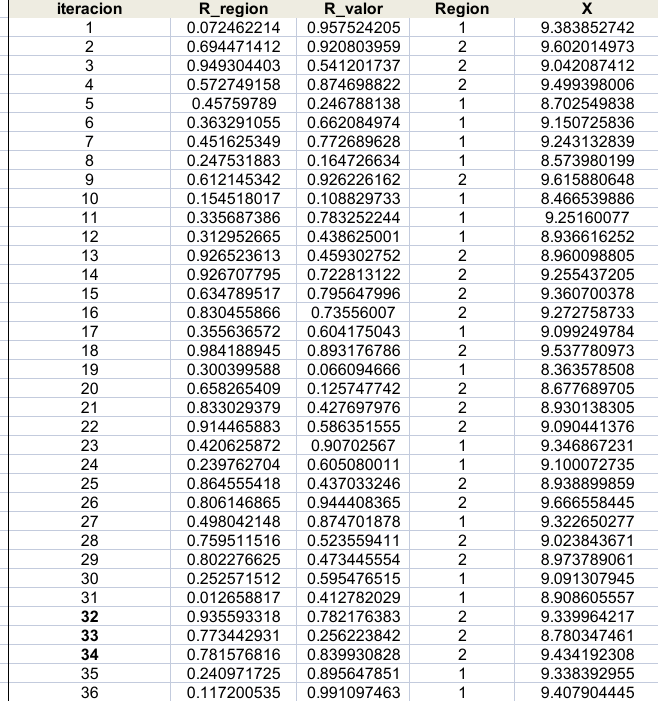 iteracion R_region R_valor Region X
1 0.072462214 0.957524205 1 9.383852742
2 0.694471412 0.920803959 2 9.602014973
3 0.949304403 0.541201737 2 9.042087412
4 0.572749158 0.874698822 2 9.499398006
5 0.45759789 0.246788138 1 8.702549838
6 0.363291055 0.662084974 1 9.150725836
7 0.451625349 0.772689628 1 9.243132839
8 0.247531883 0.164726634 1 8.573980199
9 0.612145342 0.926226162 2 9.615880648
10 0.154518017 0.108829733 1 8.466539886
11 0.335687386 0.783252244 1 9.25160077
12 0.312952665 0.438625001 1 8.936616252
13 0.926523613 0.459302752 2 8.960098805
14 0.926707795 0.722813122 2 9.255437205
15 0.634789517 0.795647996 2 9.360700378
16 0.830455866 0.73556007 2 9.272758733
17 0.355636572 0.604175043 1 9.099249784
18 0.984188945 0.893176786 2 9.537780973
19 0.300399588 0.066094666 1 8.363578508
20 0.658265409 0.125747742 2 8.677689705
21 0.833029379 0.427697976 2 8.930138305
22 0.914465883 0.586351555 2 9.090441376
23 0.420625872 0.90702567 1 9.346867231
24 0.239762704 0.605080011 1 9.100072735
25 0.864555418 0.437033246 2 8.938899859
26 0.806146865 0.944408365 2 9.666558445
27 0.498042148 0.874701878 1 9.322650277
28 0.759511516 0.523559411 2 9.023843671
29 0.802276625 0.473445554 2 8.973789061
30 0.252571512 0.595476515 1 9.091307945
31 0.012658817 0.412782029 1 8.908605557
32 0.935593318 0.782176383 2 9.339964217
33 0.773442931 0.256223842 2 8.780347461
34 0.781576816 0.839930828 2 9.434192308
35 0.240971725 0.895647851 1 9.338392955
36 0.117200535 0.991097463 1 9.407904445